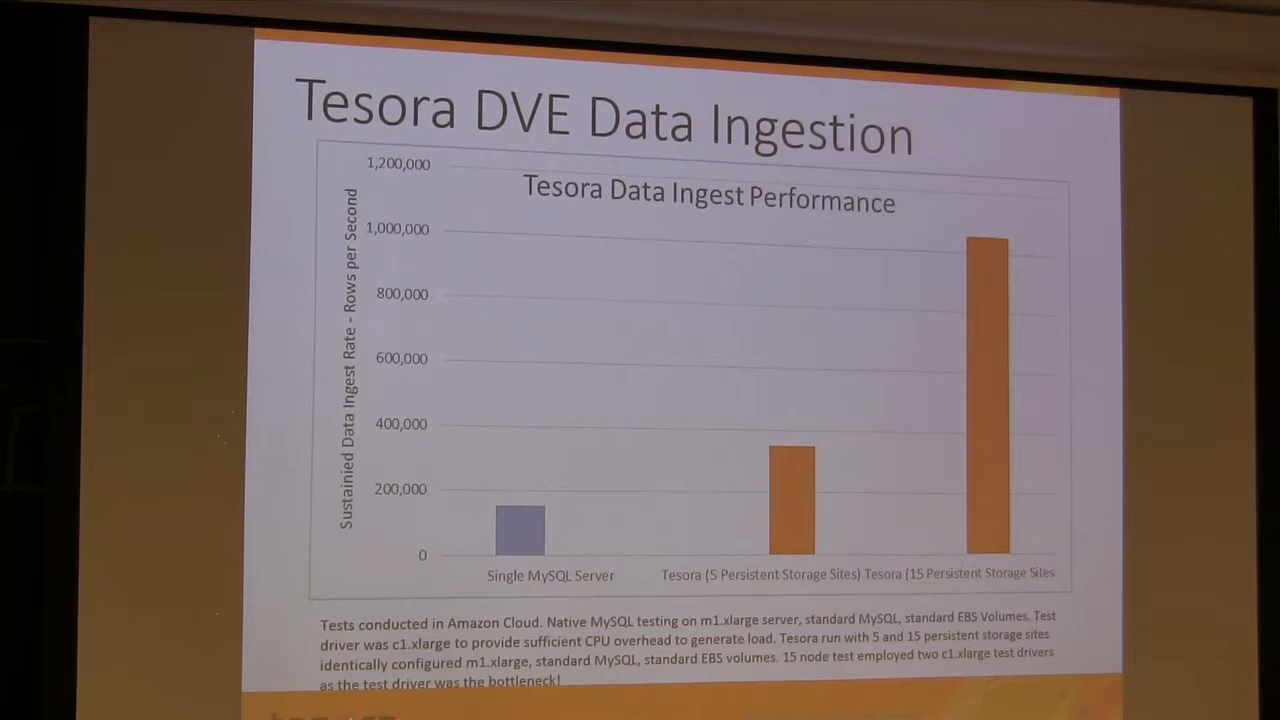 Tesora DVE Data Ingestion
Tesora Data Ingest Performance
Sustainied Data Ingest Rate - Rows per Second
1,200,000
1,000,000
800,000
600,000
400,000
200,000
0
Single MySQL Server
Tesora (5 Persistent Storage Sites)
Tesora (15 Persistent Storage Sites
Tests conducted in Amazon Cloud. Native MySQL testing on m1.xlarge server, standard MySQL, standard EBS Volumes. Test
driver was c1.xlarge to provide sufficient CPU overhead to generate load. Tesora run with 5 and 15 persistent storage sites
identically configured m1.xlarge, standard MySQL, standard EBS volumes. 15 node test employed two c1.xlarge test drivers
as the test driver was the bottleneck!